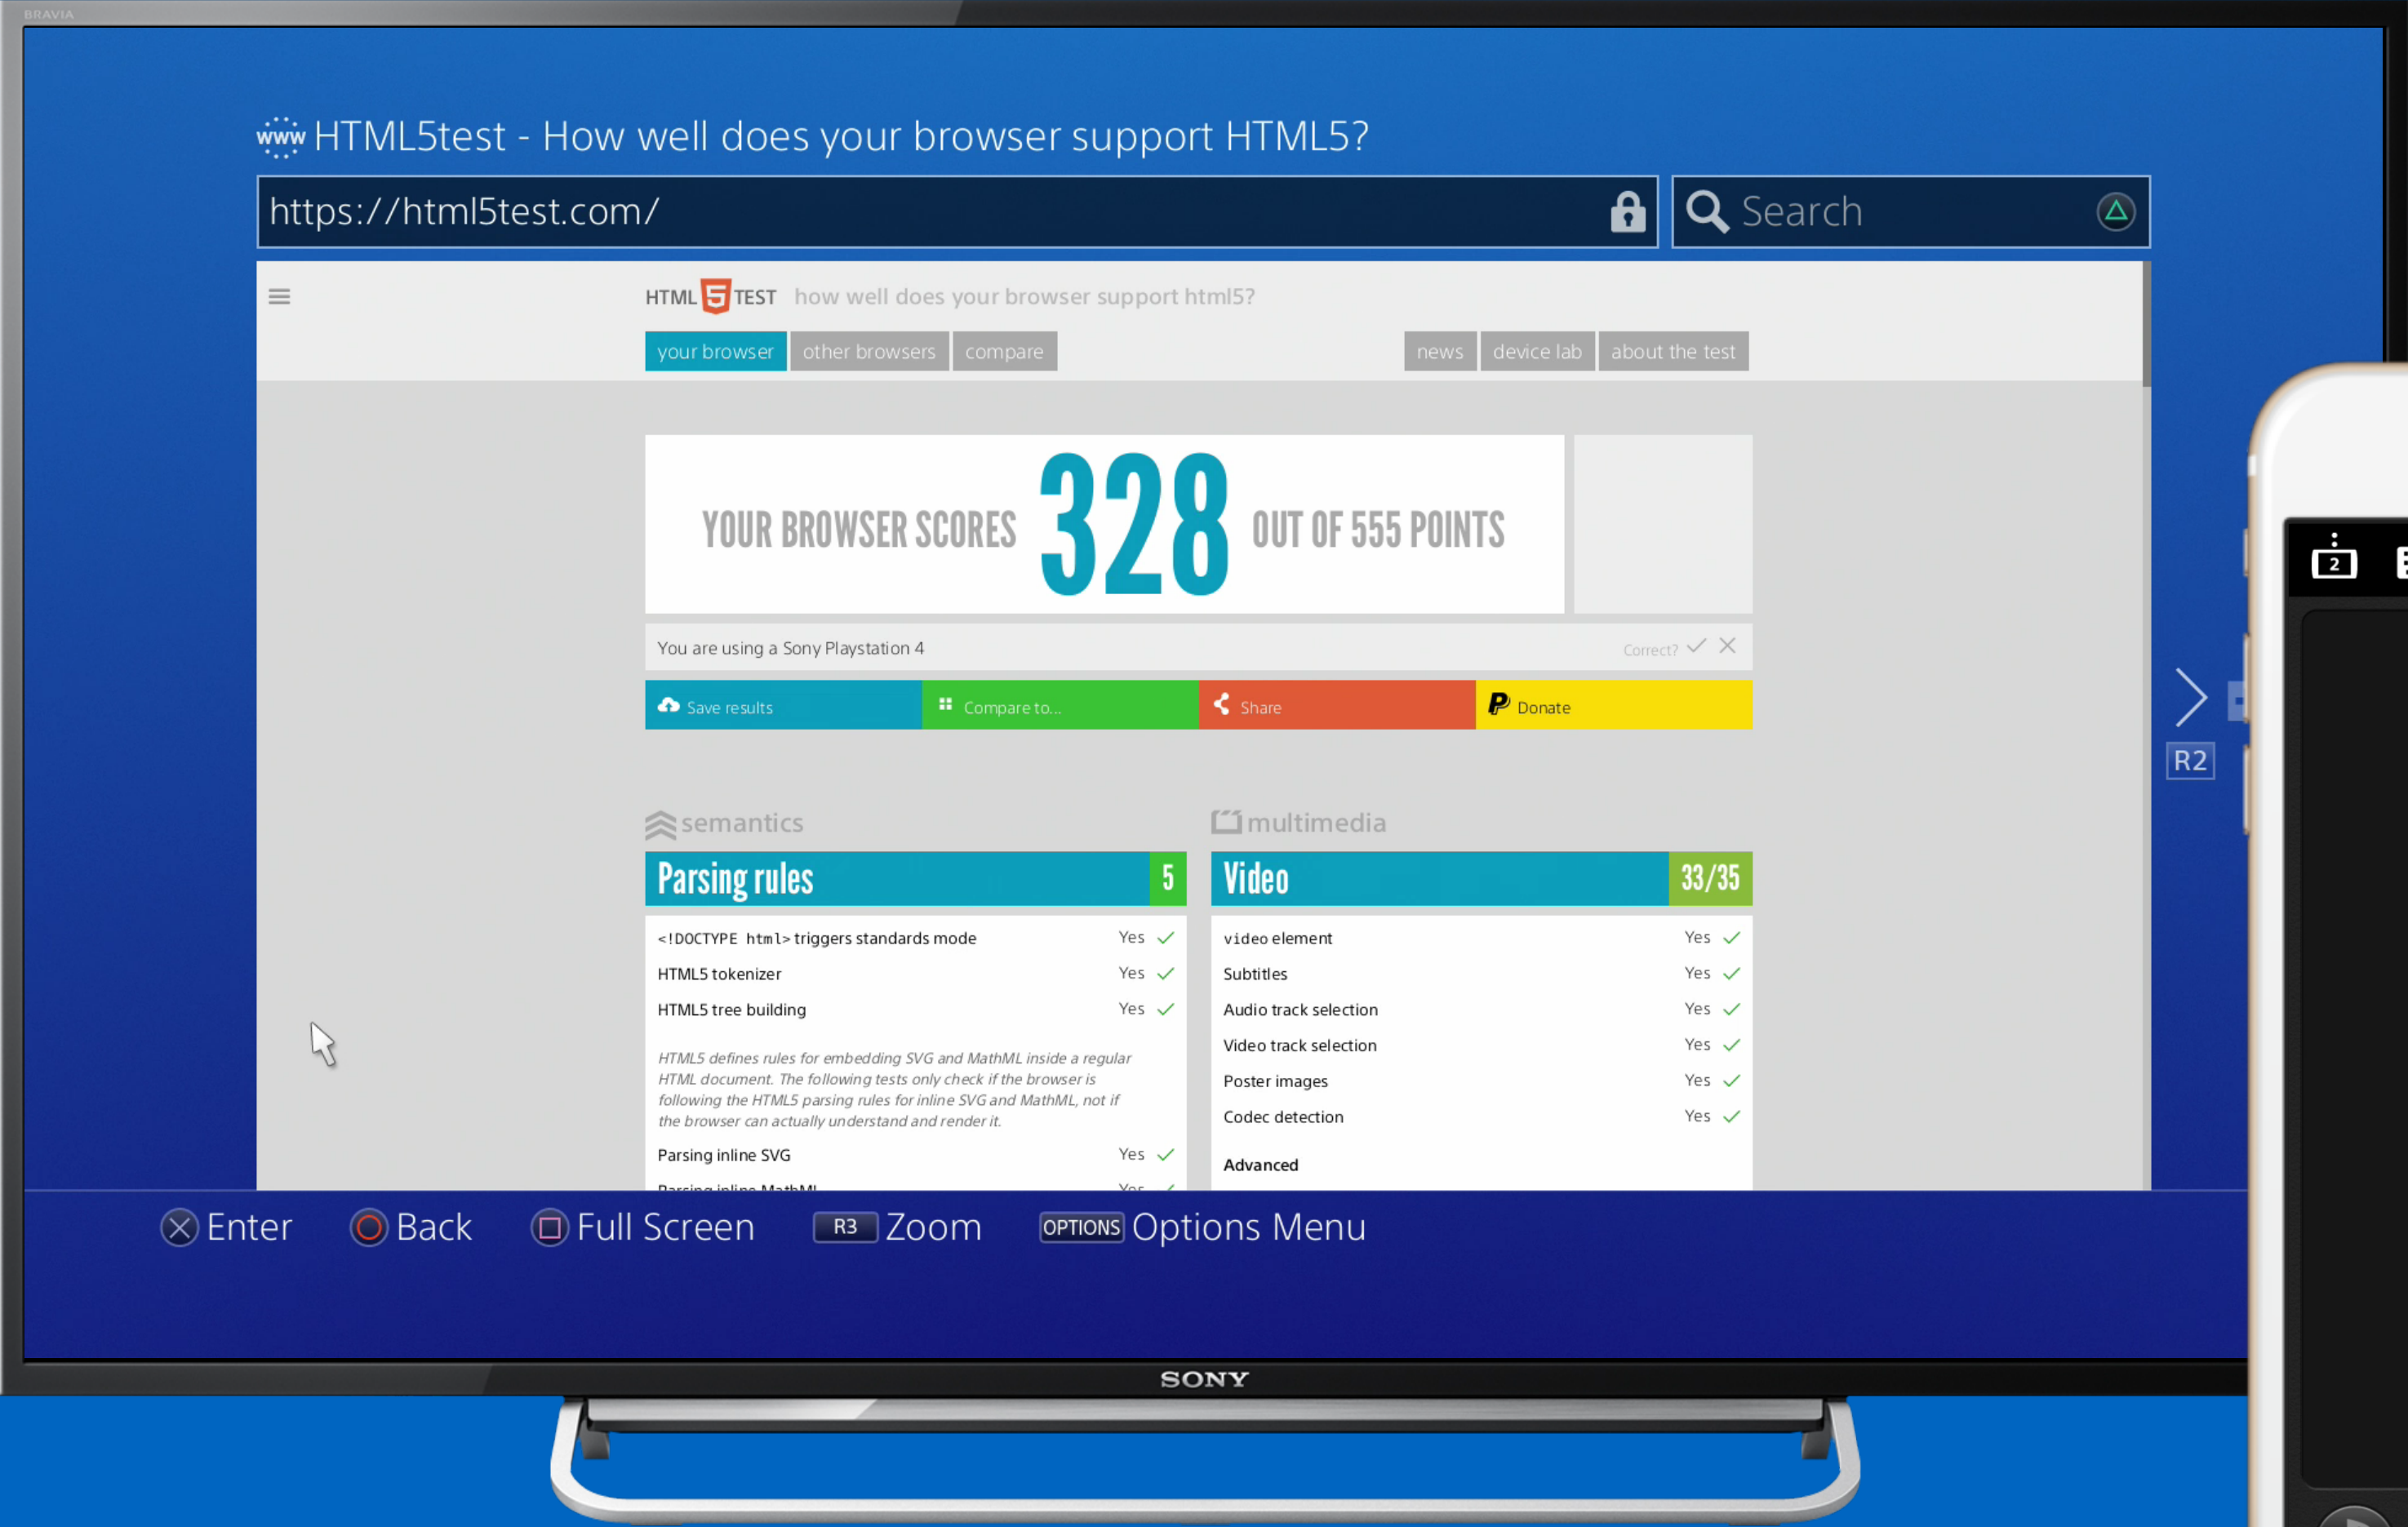 BRAVIA
www HTML5test - How well does your browser support HTML5?
https://html5test.com/
Search
HTML 5 TEST how well does your browser support html5?
your browser other browsers compare news device lab about the test
YOUR BROWSER SCORES 328 OUT OF 555 POINTS
You are using a Sony Playstation 4 Correct?
Save results Compare to... Share Donate
semantics
Parsing rules 5
<!DOCTYPE html> triggers standards mode Yes
HTML5 tokenizer Yes
HTML5 tree building Yes
HTML5 defines rules for embedding SVG and MathML inside a regular
HTML document. The following tests only check if the browser is
following the HTML5 parsing rules for inline SVG and MathML, not if
the browser can actually understand and render it.
Parsing inline SVG Yes
Parsing inline MathML Yes
multimedia
Video 33/35
video element Yes
Subtitles Yes
Audio track selection Yes
Video track selection Yes
Poster images Yes
Codec detection Yes
Advanced
R2
2
Enter Back Full Screen R3 Zoom OPTIONS Options Menu
SONY